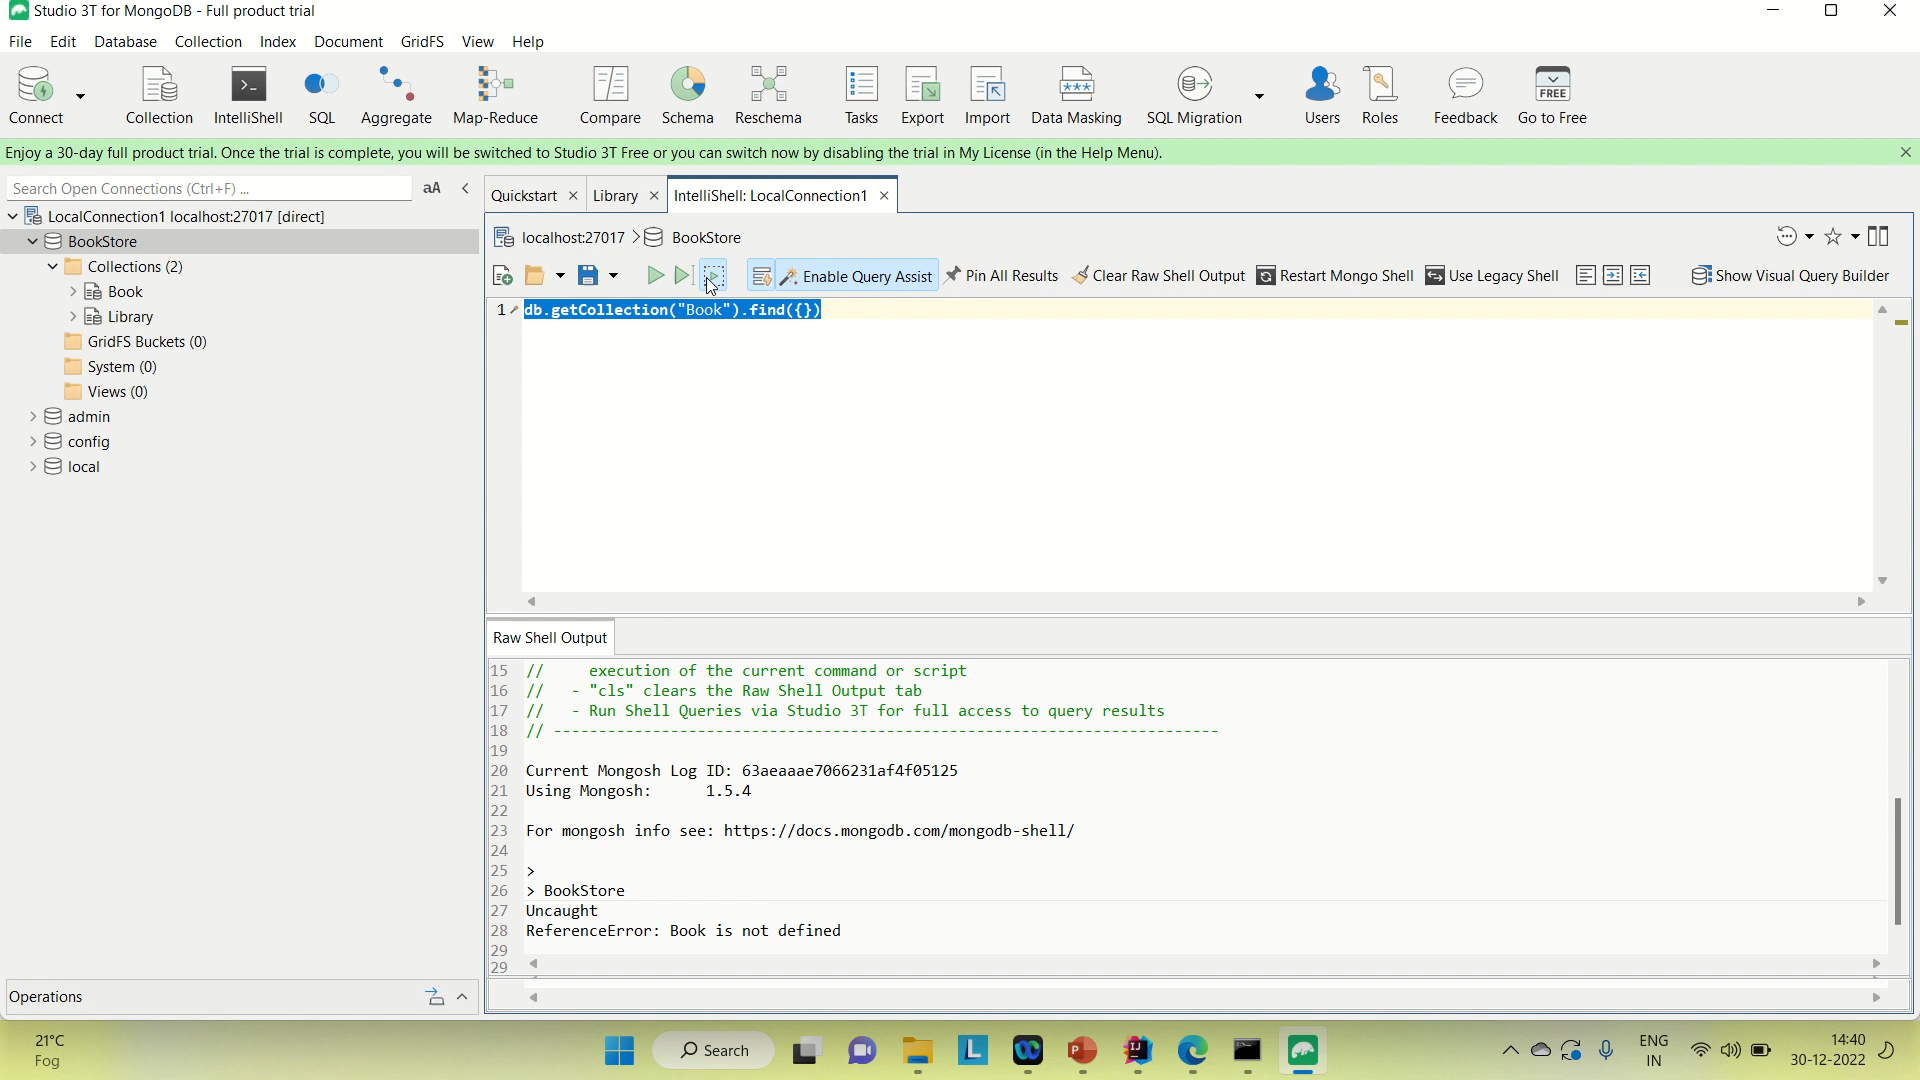 Studio 3T for MongoDB - Full product trial
File Edit Database Collection Index Document GridFS View Help
Connect Collection IntelliShell SQL Aggregate Map-Reduce Compare Schema Reschema Tasks Export Import Data Masking SQL Migration Users Roles Feedback Go to Free
FREE
Enjoy a 30-day full product trial. Once the trial is complete, you will be switched to Studio 3T Free or you can switch now by disabling the trial in My License (in the Help Menu).
Search Open Connections (Ctrl+F) ... aA
Quickstart Library IntelliShell: LocalConnection1
LocalConnection1 localhost:27017 [direct]
BookStore
Collections (2)
Book
Library
GridFS Buckets (0)
System (0)
Views (0)
admin
config
local
localhost:27017 BookStore
Enable Query Assist Pin All Results Clear Raw Shell Output Restart Mongo Shell Use Legacy Shell Show Visual Query Builder
1 db.getCollection("Book").find({})
Raw Shell Output
15 // execution of the current command or script
16 // - "cls" clears the Raw Shell Output tab
17 // - Run Shell Queries via Studio 3T for full access to query results
18 // --------------------------------------------------------------------------
19
20 Current Mongosh Log ID: 63aeaaae7066231af4f05125
21 Using Mongosh: 1.5.4
22
23 For mongosh info see: https://docs.mongodb.com/mongodb-shell/
24
25 >
26 > BookStore
27 Uncaught
28 ReferenceError: Book is not defined
29
29
Operations
21°C
Fog
Search
ENG
IN
14:40
30-12-2022